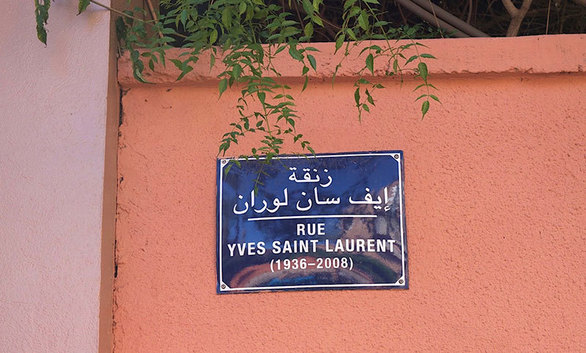 زنقة
إيف سان لوران
RUE
YVES SAINT LAURENT
(1936–2008)